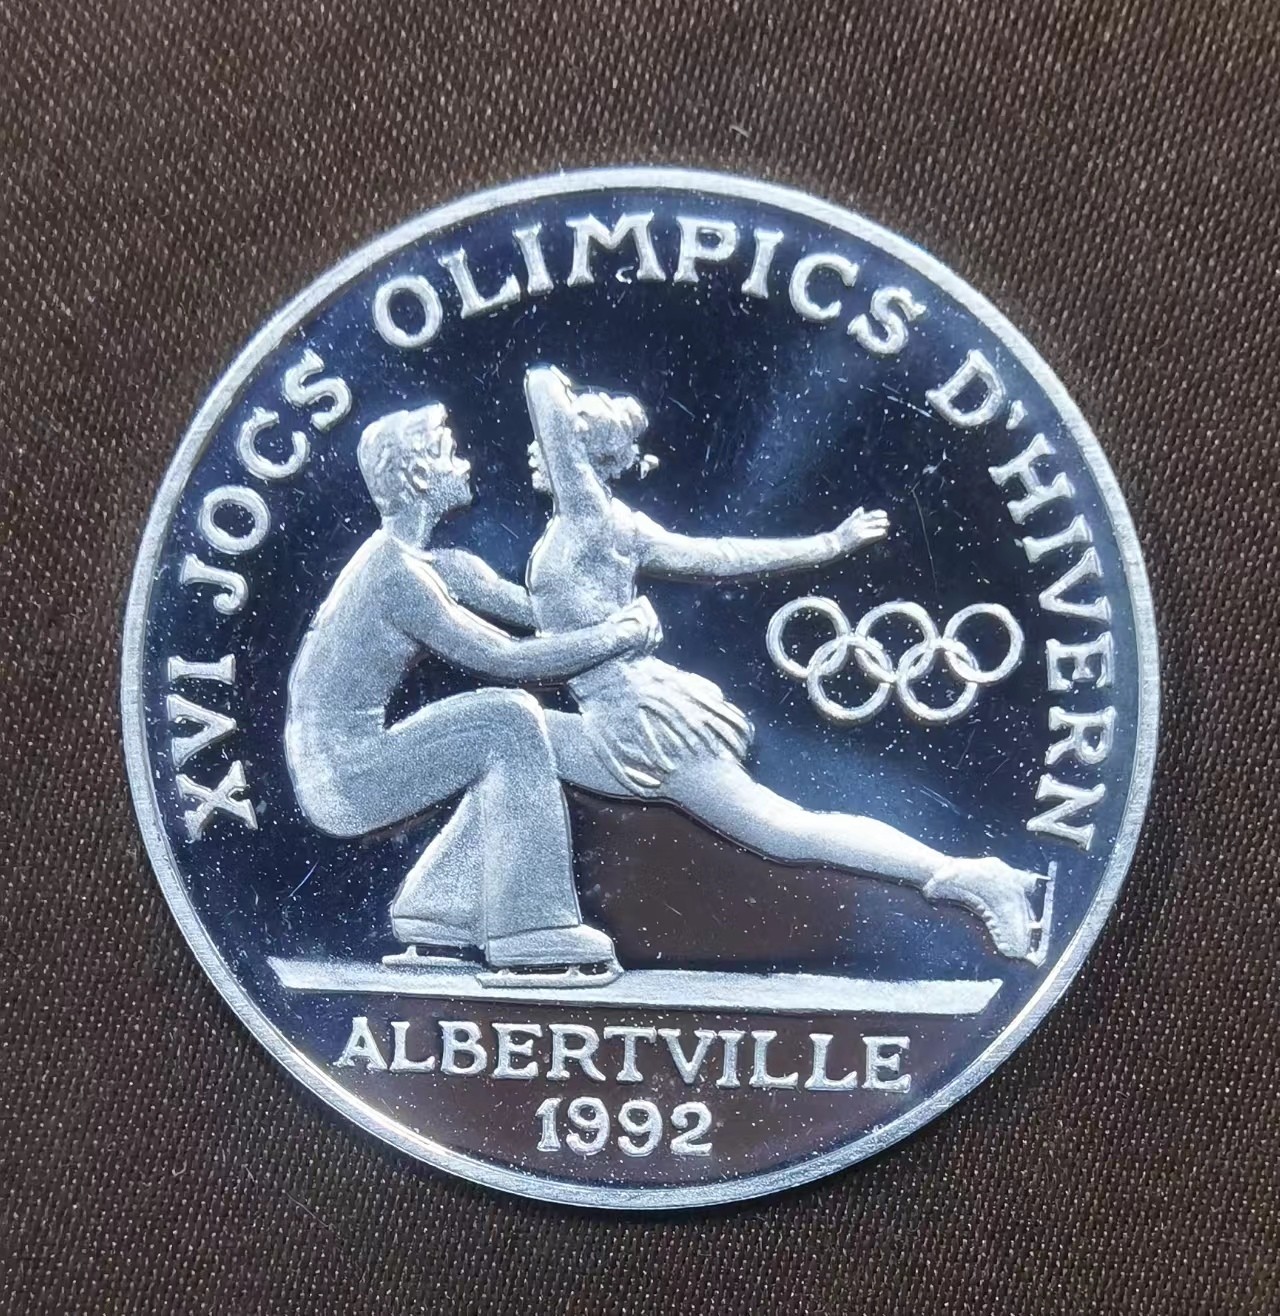 XVI JOCS OLIMPICS D'HIVERN
ALBERTVILLE
1992